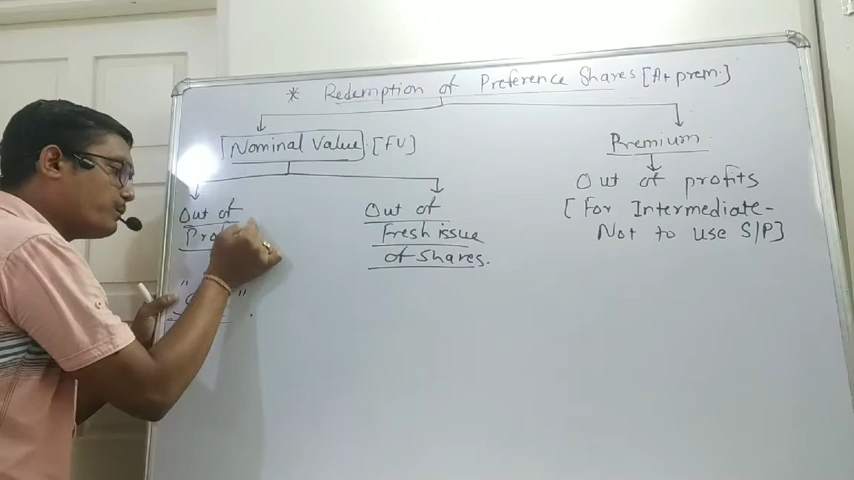 * Redemption of Preference Shares [At prem.]
[Nominal Value. [FV]
Premium
Out of
Out of
Out of profits
Fresh issue
[For Intermediate-
of shares.
Not to use S/P]